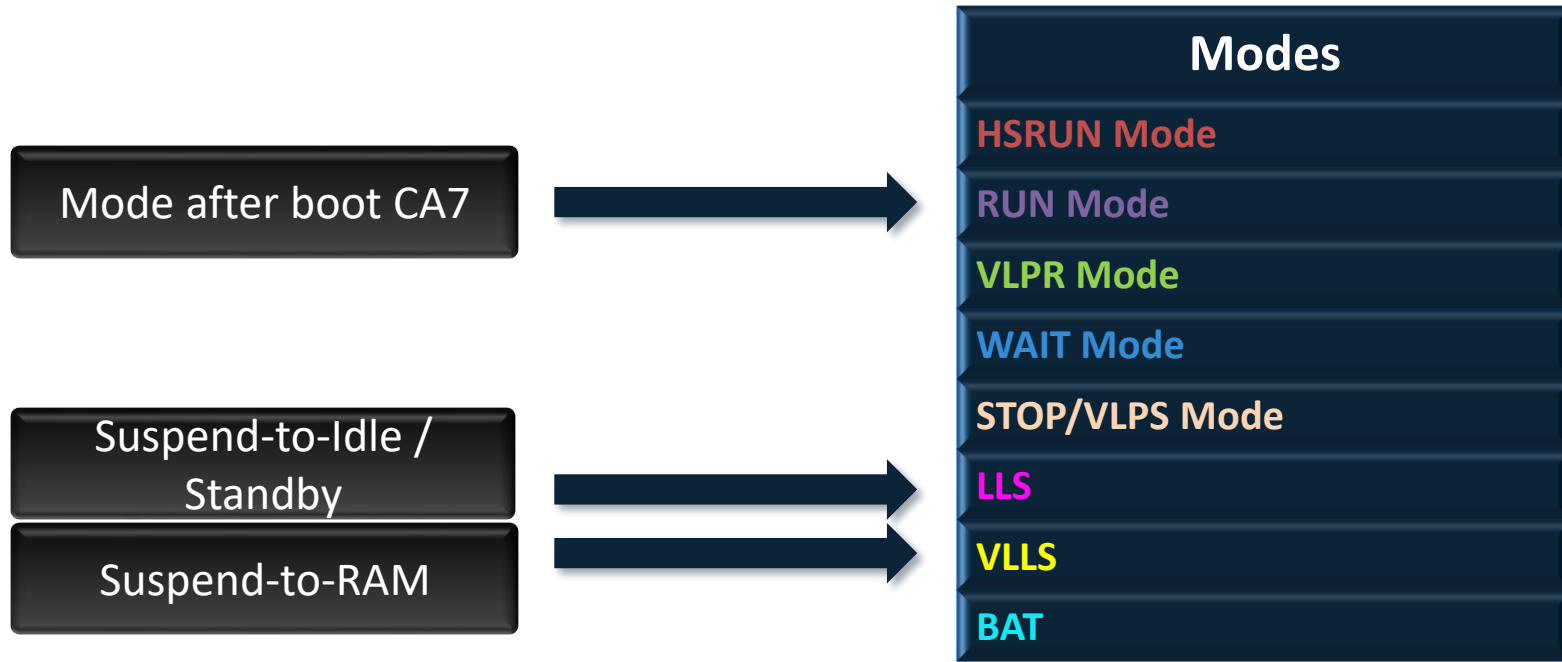 Modes
HSRUN Mode
Mode after boot CA7
RUN Mode
VLPR Mode
WAIT Mode
Suspend-to-Idle /
Standby
STOP/VLPS Mode
LLS
Suspend-to-RAM
VLLS
BAT